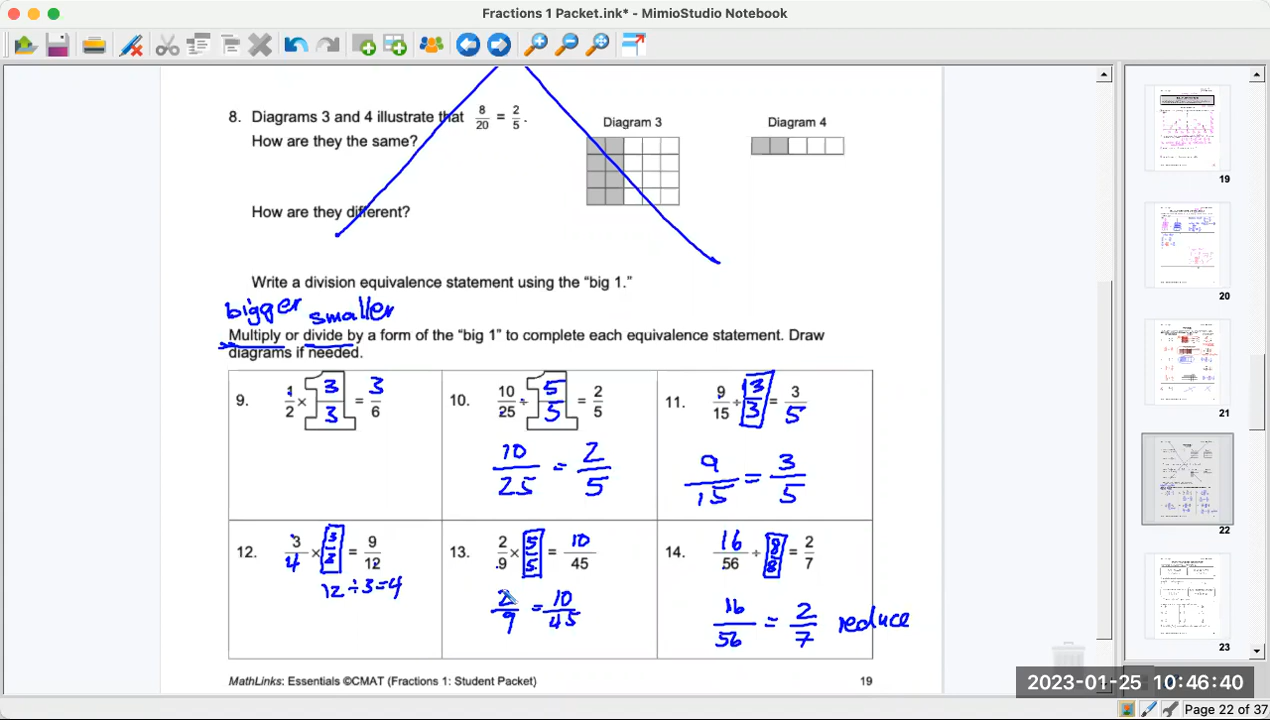 Fractions 1 Packet.ink* - MimioStudio Notebook
8. Diagrams 3 and 4 illustrate that 8/20 = 2/5 .
Diagram 3
Diagram 4
How are they the same?
How are they different?
Write a division equivalence statement using the “big 1.”
bigger smaller
Multiply or divide by a form of the “big 1” to complete each equivalence statement. Draw
diagrams if needed.
9. 1/2 × 3/3 = 3/6
10. 10/25 ÷ 5/5 = 2/5
10/25 = 2/5
11. 9/15 ÷ 3/3 = 3/5
9/15 = 3/5
12. 3/4 × 3/3 = 9/12
12 ÷ 3 = 4
13. 2/9 × 5/5 = 10/45
2/9 = 10/45
14. 16/56 ÷ 8/8 = 2/7
16/56 = 2/7 reduce
MathLinks: Essentials ©CMAT (Fractions 1: Student Packet)
19
19
20
21
22
23
2023-01-25 10:46:40
Page 22 of 37